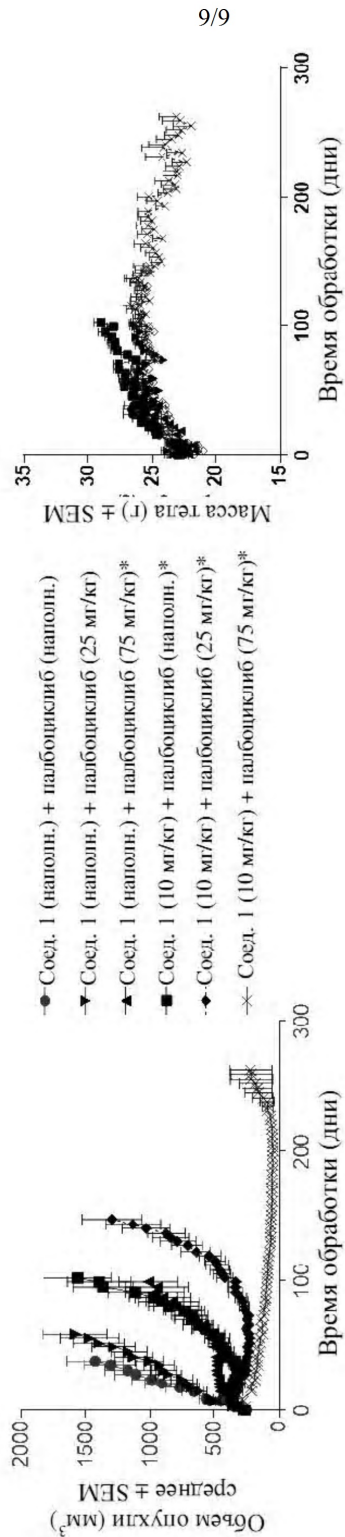 9/9
2000
1500
1000
500
0
Объем опухли (мм³)
среднее ± SEM
0
100
200
300
Время обработки (дни)
Соед. 1 (наполн.) + палбоциклиб (наполн.)
Соед. 1 (наполн.) + палбоциклиб (25 мг/кг)
Соед. 1 (наполн.) + палбоциклиб (75 мг/кг)*
Соед. 1 (10 мг/кг) + палбоциклиб (наполн.)*
Соед. 1 (10 мг/кг) + палбоциклиб (25 мг/кг)*
Соед. 1 (10 мг/кг) + палбоциклиб (75 мг/кг)*
35
30
25
20
15
Масса тела (г) ± SEM
0
100
200
300
Время обработки (дни)